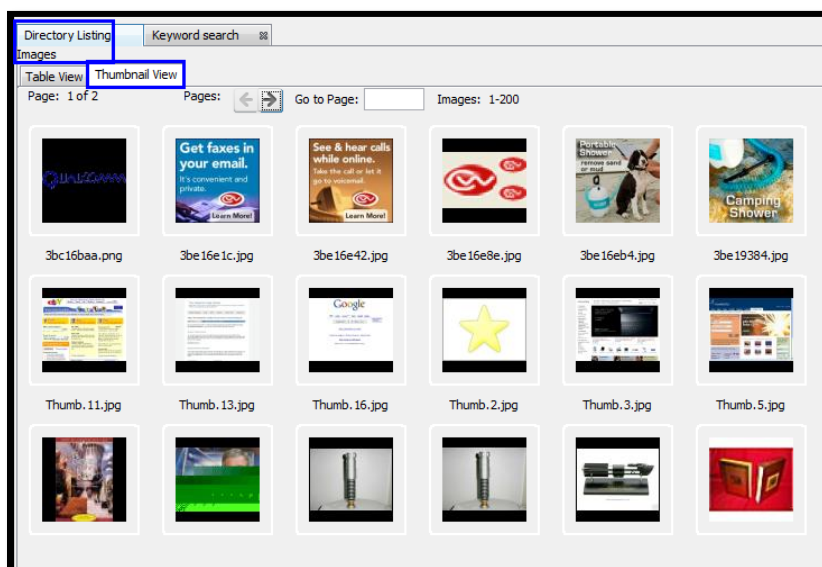 Directory Listing
Keyword search
Images
Table View
Thumbnail View
Page: 1 of 2
Pages:
Go to Page:
Images: 1-200
QUALCOMM
Get faxes in
your email.
It's convenient and
private.
Learn More!
See & hear calls
while online.
Take the call or let it
go to voicemail.
Learn More!
Portable
Shower
remove sand
or mud
Camping
Shower
3bc16baa.png
3be16e1c.jpg
3be16e42.jpg
3be16e8e.jpg
3be16eb4.jpg
3be19384.jpg
ebY
Google
Thumb.11.jpg
Thumb.13.jpg
Thumb.16.jpg
Thumb.2.jpg
Thumb.3.jpg
Thumb.5.jpg